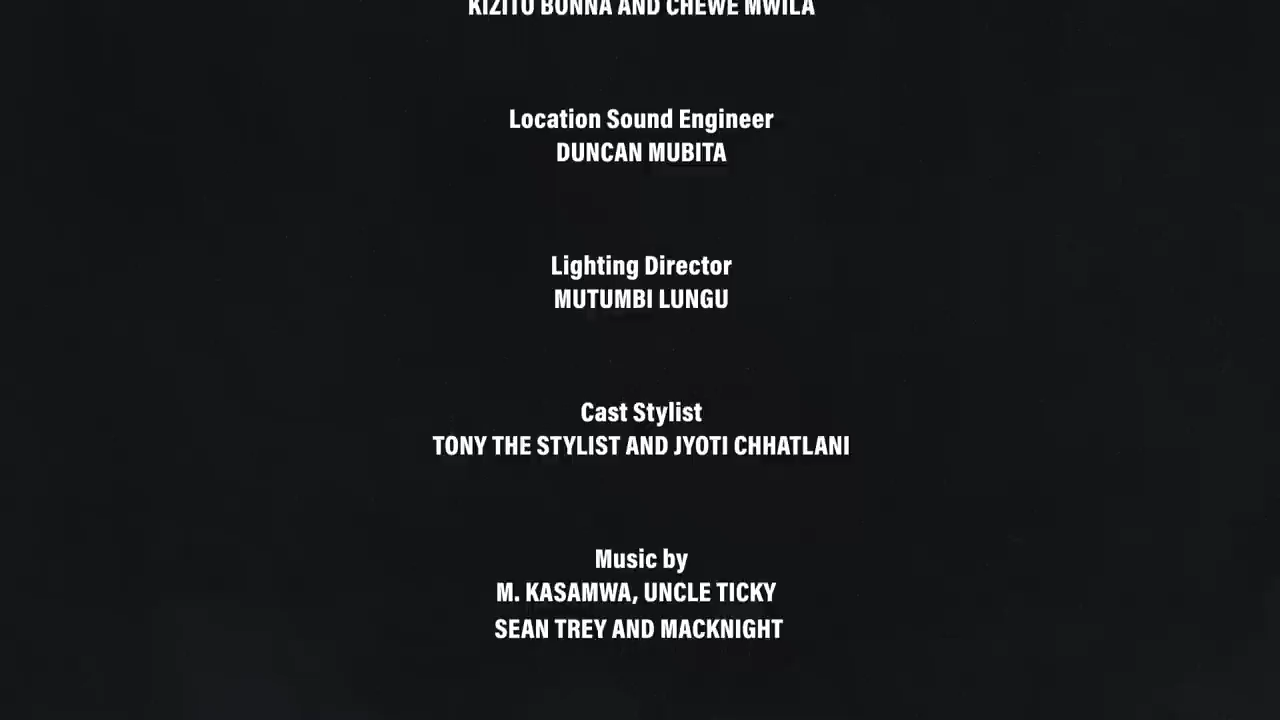 KIZITO BONNA AND CHEWE MWILA
Location Sound Engineer
DUNCAN MUBITA
Lighting Director
MUTUMBI LUNGU
Cast Stylist
TONY THE STYLIST AND JYOTI CHHATLANI
Music by
M. KASAMWA, UNCLE TICKY
SEAN TREY AND MACKNIGHT